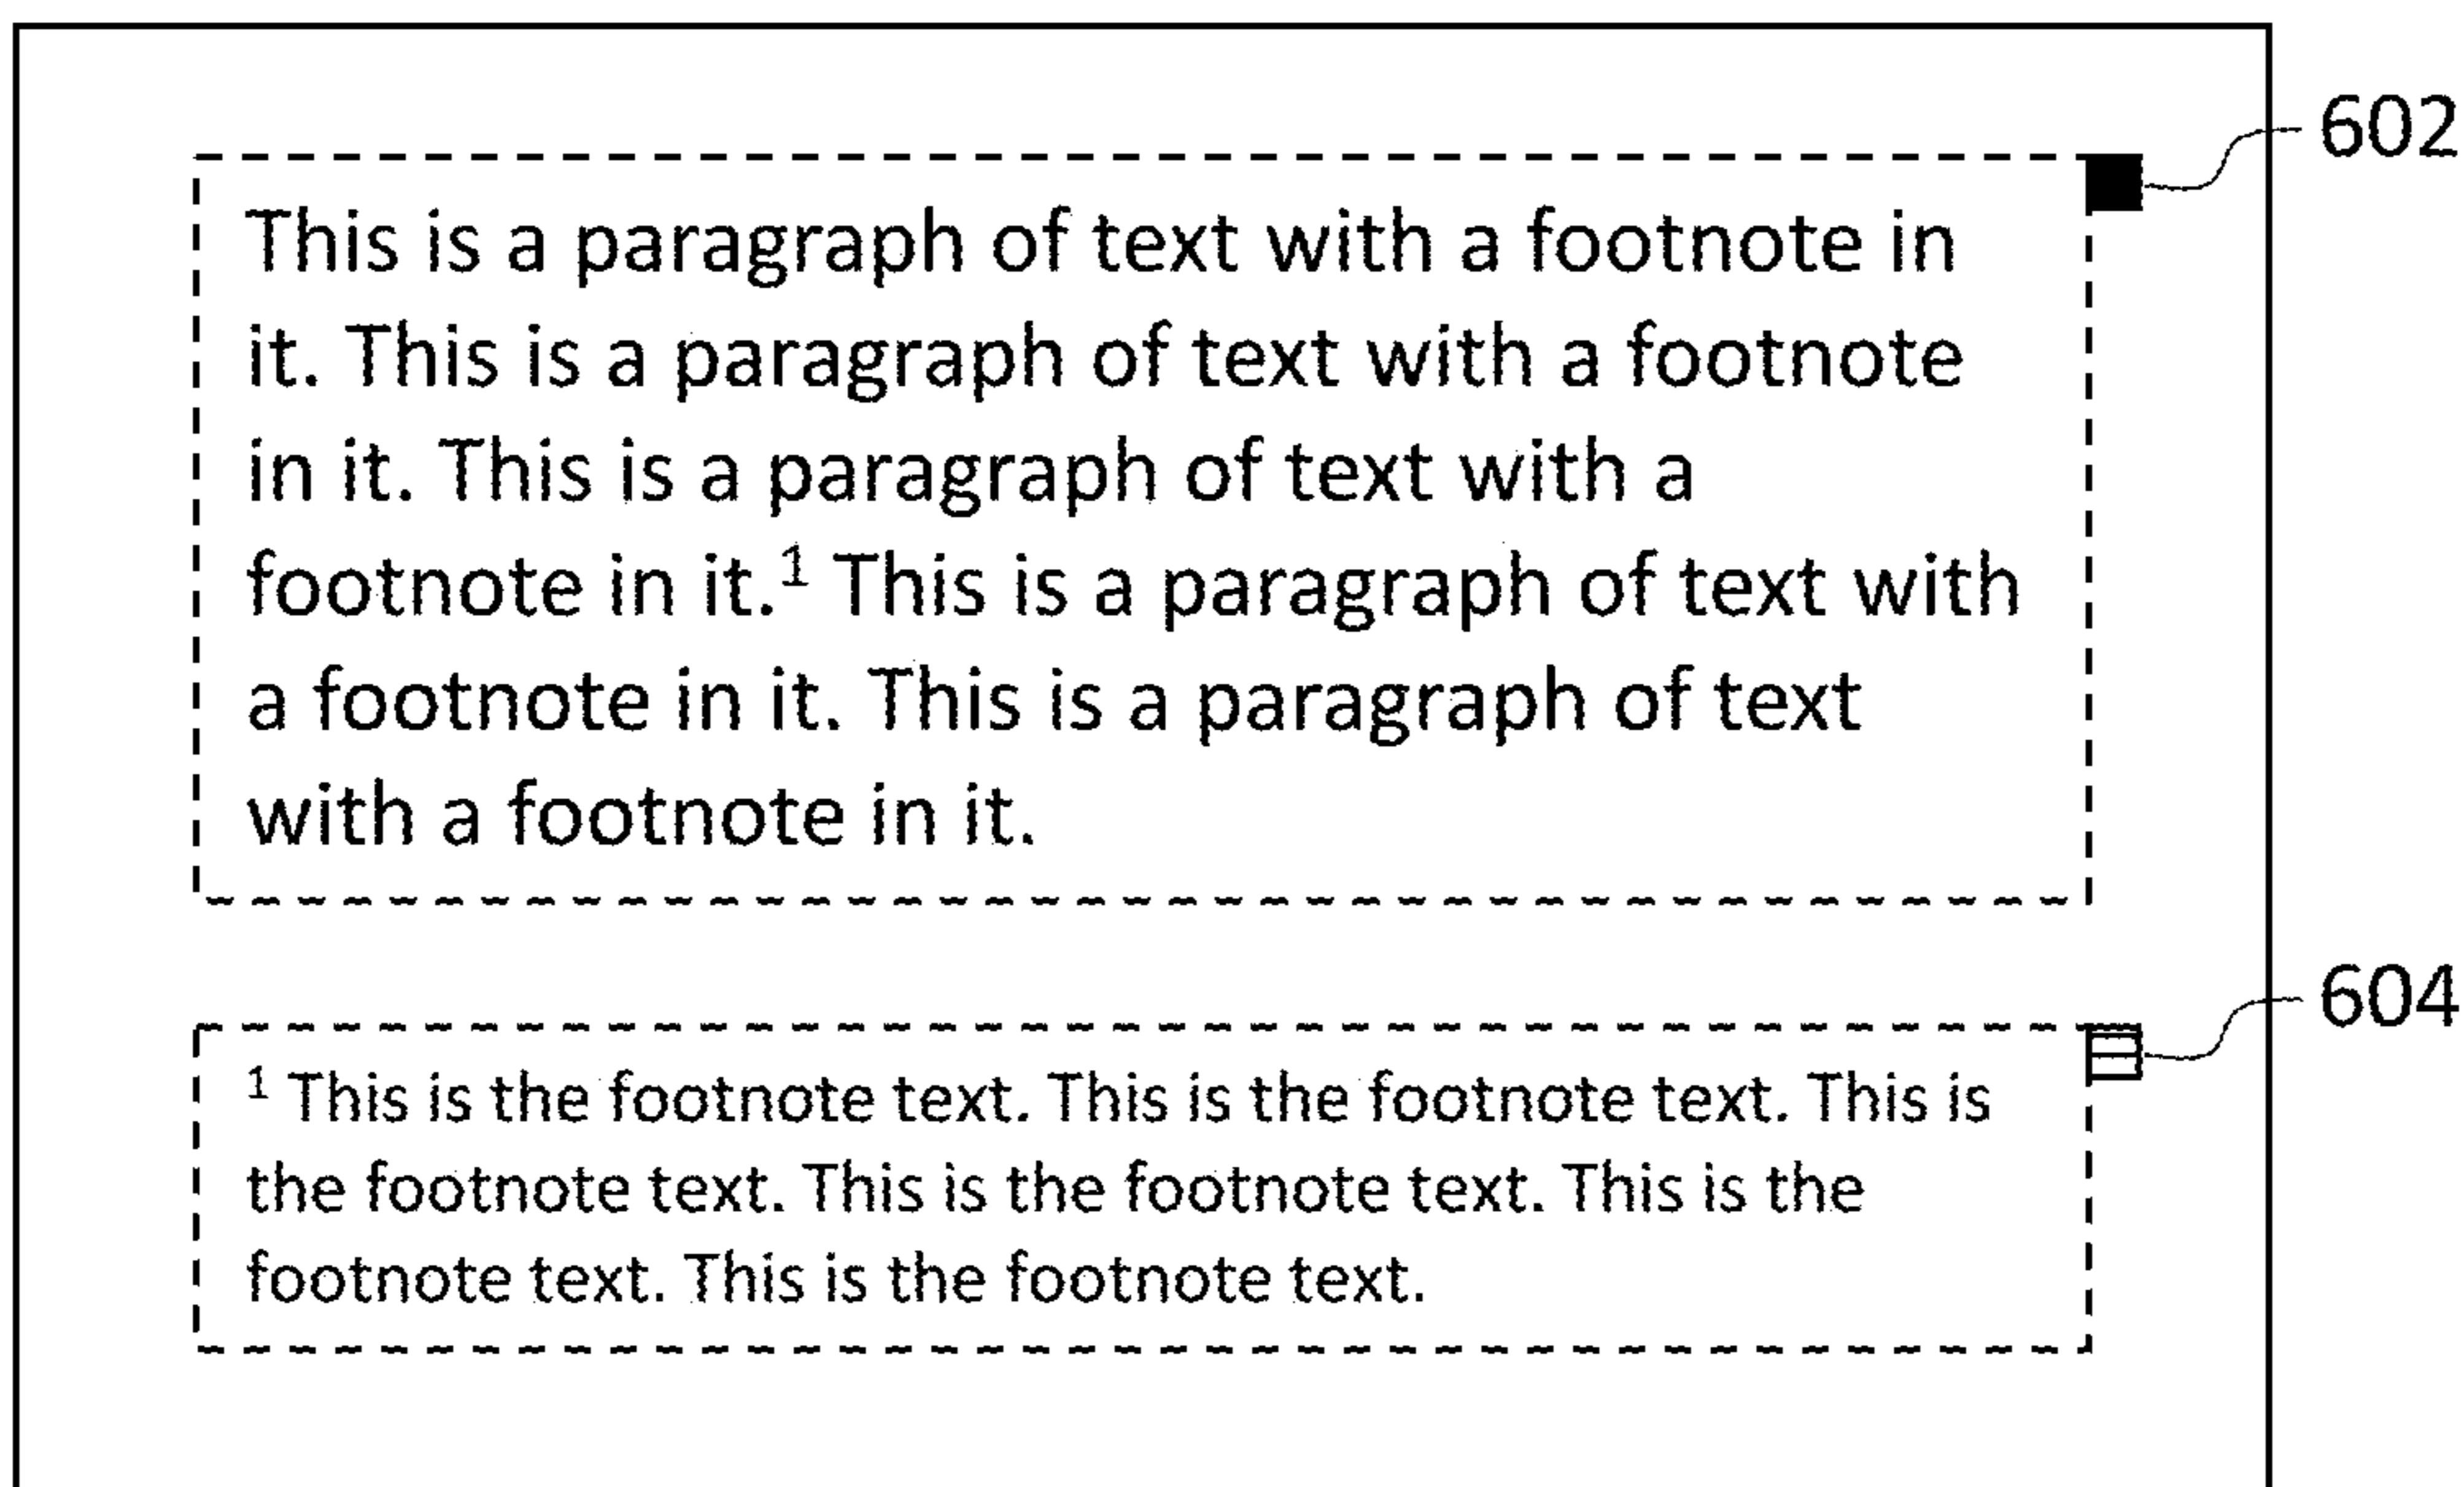 602
This is a paragraph of text with a footnote in
it. This is a paragraph of text with a footnote
in it. This is a paragraph of text with a
footnote in it.¹ This is a paragraph of text with
a footnote in it. This is a paragraph of text
with a footnote in it.
604
¹ This is the footnote text. This is the footnote text. This is
the footnote text. This is the footnote text. This is the
footnote text. This is the footnote text.